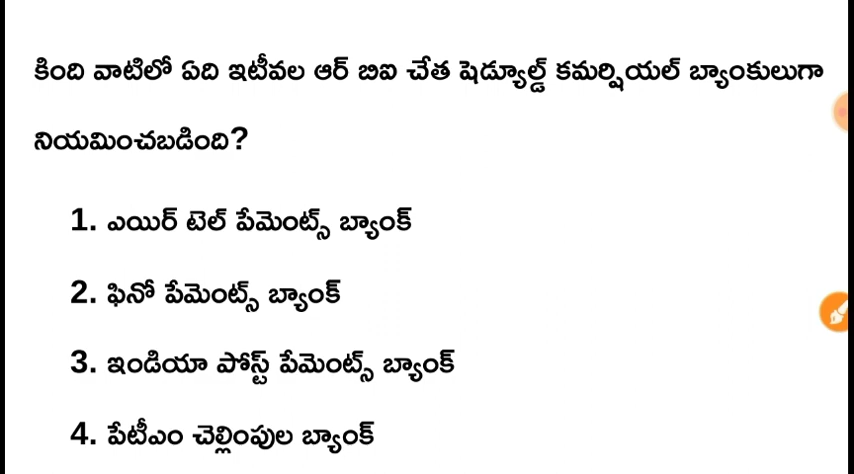 కింది వాటిలో ఏది ఇటీవల ఆర్ బిఐ చేత షెడ్యూల్డ్ కమర్షియల్ బ్యాంకులుగా
నియమించబడింది?
1. ఎయిర్ టెల్ పేమెంట్స్ బ్యాంక్
2. ఫినో పేమెంట్స్ బ్యాంక్
3. ఇండియా పోస్ట్ పేమెంట్స్ బ్యాంక్
4. పేటీఎం చెల్లింపుల బ్యాంక్